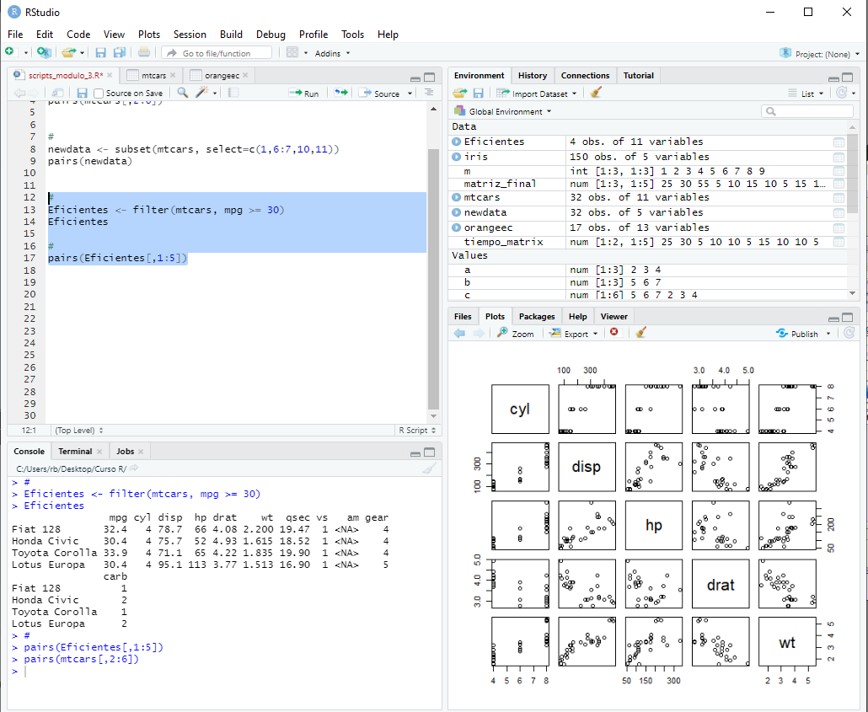 RStudio
File Edit Code View Plots Session Build Debug Profile Tools Help
Go to file/function Addins Project: (None)
scripts_modulo_3.R* mtcars orangeec
Source on Save Run Source
4 pairs(mtcars[,2:6])
5
6
7 #
8 newdata <- subset(mtcars, select=c(1,6:7,10,11))
9 pairs(newdata)
10
11
12 #
13 Eficientes <- filter(mtcars, mpg >= 30)
14 Eficientes
15
16 #
17 pairs(Eficientes[,1:5])
18
19
20
21
22
23
24
25
26
27
28
29
30
12:1 (Top Level) R Script
Console Terminal Jobs
C:/Users/rb/Desktop/Curso R/
> #
> Eficientes <- filter(mtcars, mpg >= 30)
> Eficientes
mpg cyl disp hp drat wt qsec vs am gear
Fiat 128 32.4 4 78.7 66 4.08 2.200 19.47 1 <NA> 4
Honda Civic 30.4 4 75.7 52 4.93 1.615 18.52 1 <NA> 4
Toyota Corolla 33.9 4 71.1 65 4.22 1.835 19.90 1 <NA> 4
Lotus Europa 30.4 4 95.1 113 3.77 1.513 16.90 1 <NA> 5
carb
Fiat 128 1
Honda Civic 2
Toyota Corolla 1
Lotus Europa 2
> #
> pairs(Eficientes[,1:5])
> pairs(mtcars[,2:6])
>
Environment History Connections Tutorial
Import Dataset List
Global Environment
Data
Eficientes 4 obs. of 11 variables
iris 150 obs. of 5 variables
m int [1:3, 1:3] 1 2 3 4 5 6 7 8 9
matriz_final num [1:3, 1:5] 25 30 55 5 10 15 10 5 15 1...
mtcars 32 obs. of 11 variables
newdata 32 obs. of 5 variables
orangeec 17 obs. of 13 variables
tiempo_matrix num [1:2, 1:5] 25 30 5 10 10 5 15 10 10 5
Values
a num [1:3] 2 3 4
b num [1:3] 5 6 7
c num [1:6] 5 6 7 2 3 4
Files Plots Packages Help Viewer
Zoom Export Publish
100 300 3.0 4.0 5.0
cyl
4 5 6 7 8
disp
100 300
hp
50 200
drat
3.0 4.0 5.0
wt
2 3 4 5
4 5 6 7 8 50 150 300 2 3 4 5